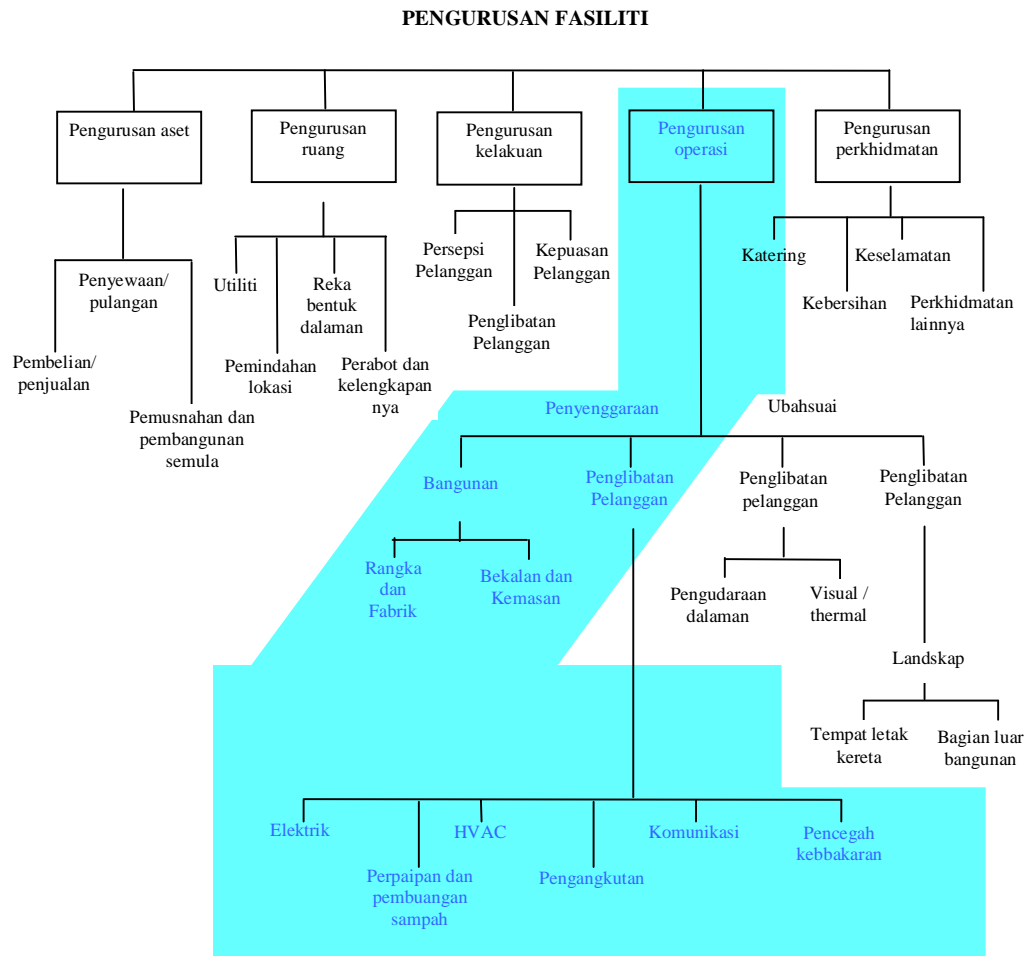 PENGURUSAN FASILITI
Pengurusan aset
Pengurusan
ruang
Pengurusan
kelakuan
Pengurusan
operasi
Pengurusan
perkhidmatan
Penyewaan/
pulangan
Pembelian/
penjualan
Pemusnahan dan
pembangunan
semula
Utiliti
Reka
bentuk
dalaman
Pemindahan
lokasi
Perabot dan
kelengkapan
nya
Persepsi
Pelanggan
Kepuasan
Pelanggan
Penglibatan
Pelanggan
Katering
Keselamatan
Kebersihan
Perkhidmatan
lainnya
Penyenggaraan
Ubahsuai
Bangunan
Penglibatan
Pelanggan
Penglibatan
pelanggan
Penglibatan
Pelanggan
Rangka
dan
Fabrik
Bekalan dan
Kemasan
Pengudaraan
dalaman
Visual /
thermal
Landskap
Tempat letak
kereta
Bagian luar
bangunan
Elektrik
HVAC
Komunikasi
Pencegah
kebbakaran
Perpaipan dan
pembuangan
sampah
Pengangkutan